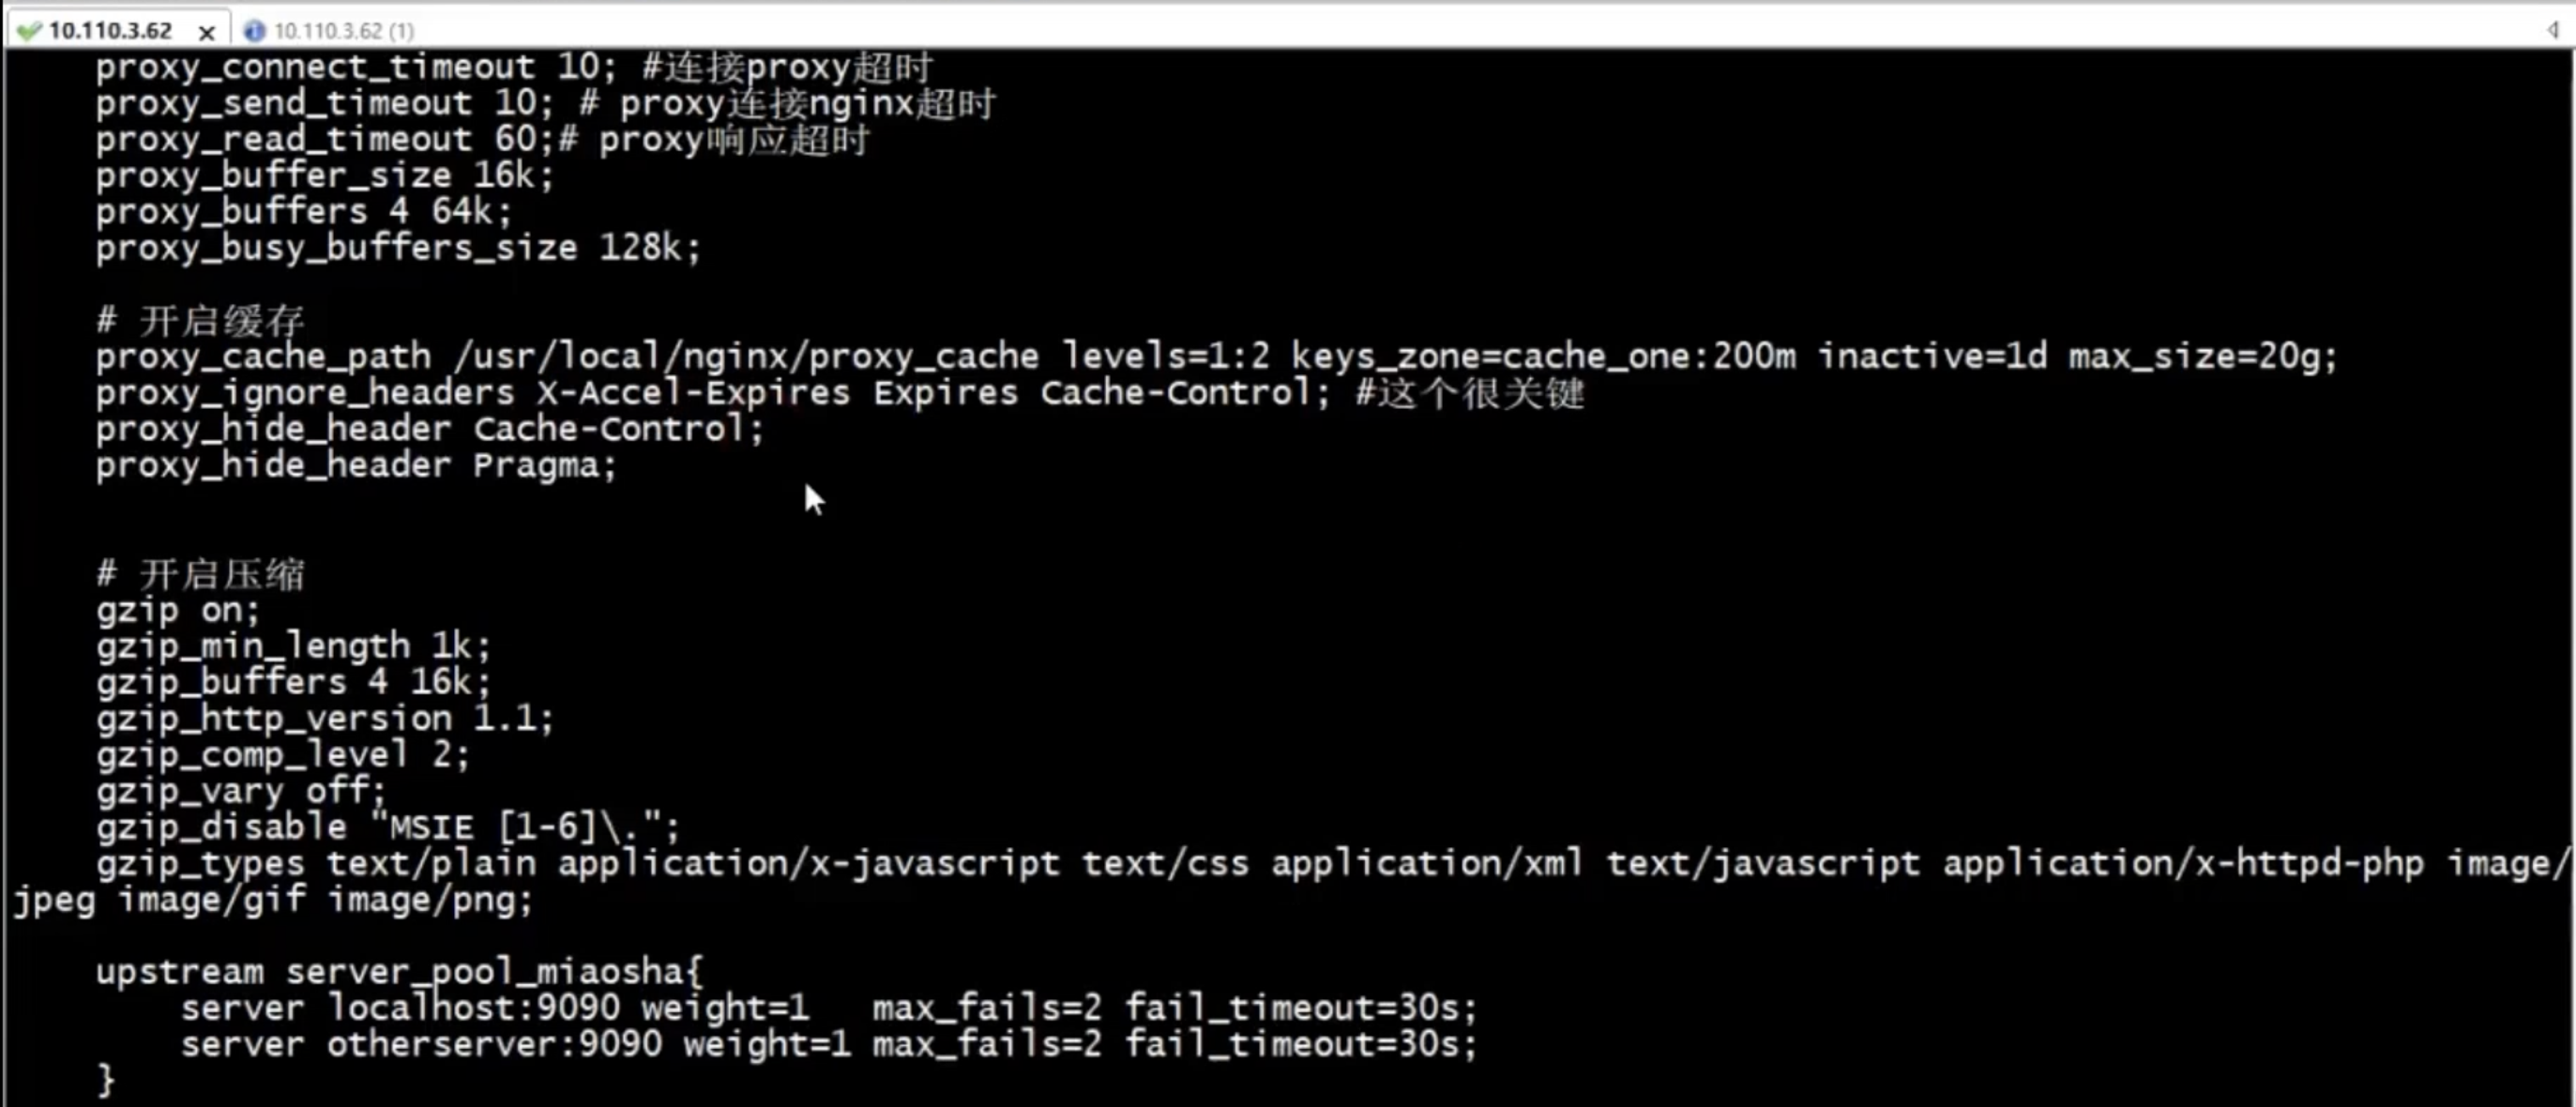 10.110.3.62 x 10.110.3.62 (1)
proxy_connect_timeout 10; #连接proxy超时
proxy_send_timeout 10; # proxy连接nginx超时
proxy_read_timeout 60;# proxy响应超时
proxy_buffer_size 16k;
proxy_buffers 4 64k;
proxy_busy_buffers_size 128k;
# 开启缓存
proxy_cache_path /usr/local/nginx/proxy_cache levels=1:2 keys_zone=cache_one:200m inactive=1d max_size=20g;
proxy_ignore_headers X-Accel-Expires Expires Cache-Control; #这个很关键
proxy_hide_header Cache-Control;
proxy_hide_header Pragma;
# 开启压缩
gzip on;
gzip_min_length 1k;
gzip_buffers 4 16k;
gzip_http_version 1.1;
gzip_comp_level 2;
gzip_vary off;
gzip_disable "MSIE [1-6]\.";
gzip_types text/plain application/x-javascript text/css application/xml text/javascript application/x-httpd-php image/
jpeg image/gif image/png;
upstream server_pool_miaosha{
server localhost:9090 weight=1   max_fails=2 fail_timeout=30s;
server otherserver:9090 weight=1 max_fails=2 fail_timeout=30s;
}